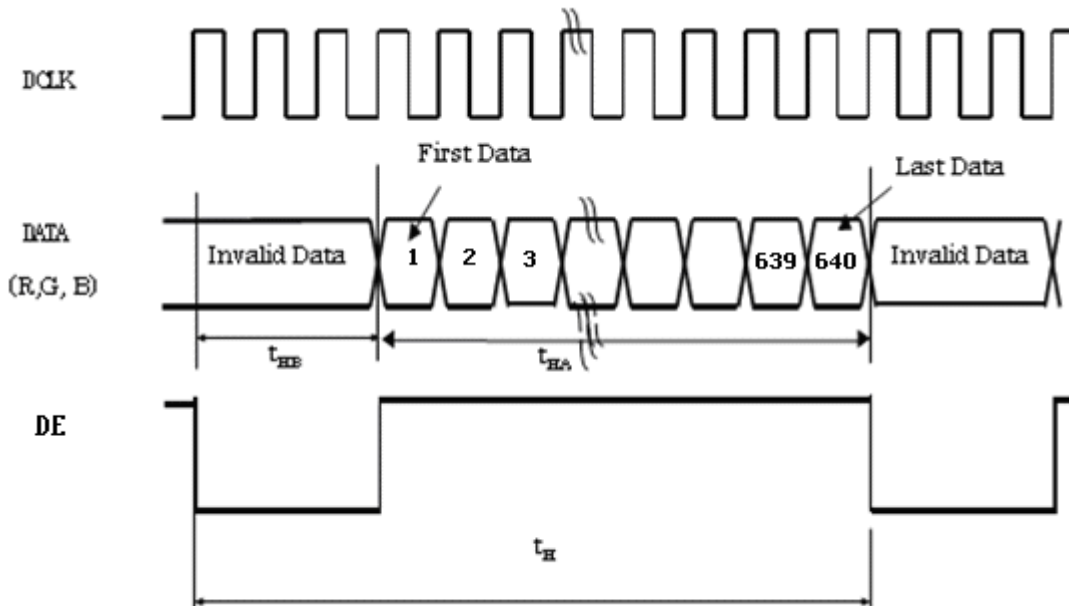 DCLK
First Data
Last Data
DATA
(R,G, B)
Invalid Data
1
2
3
639
640
Invalid Data
tHB
tHA
DE
tH